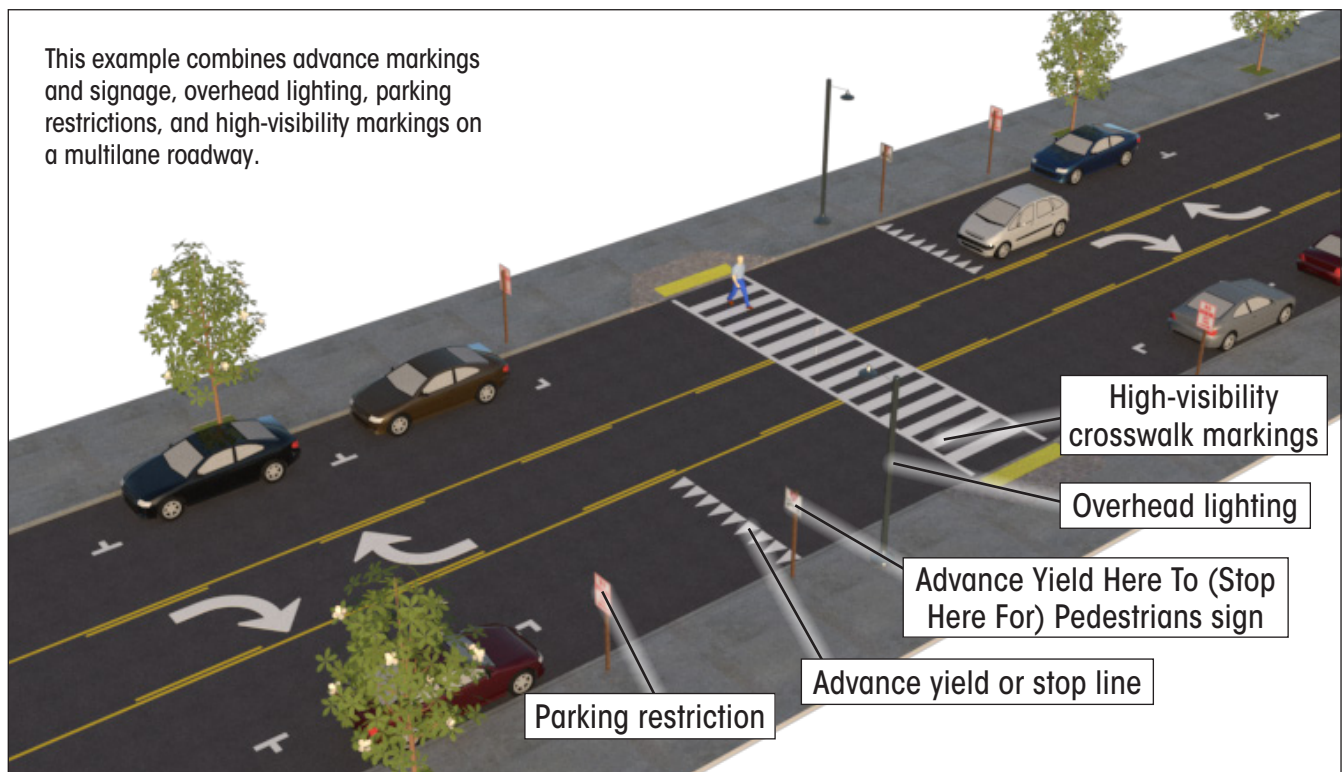 This example combines advance markings
and signage, overhead lighting, parking
restrictions, and high-visibility markings on
a multilane roadway.
High-visibility
crosswalk markings
Overhead lighting
Advance Yield Here To (Stop
Here For) Pedestrians sign
Advance yield or stop line
Parking restriction